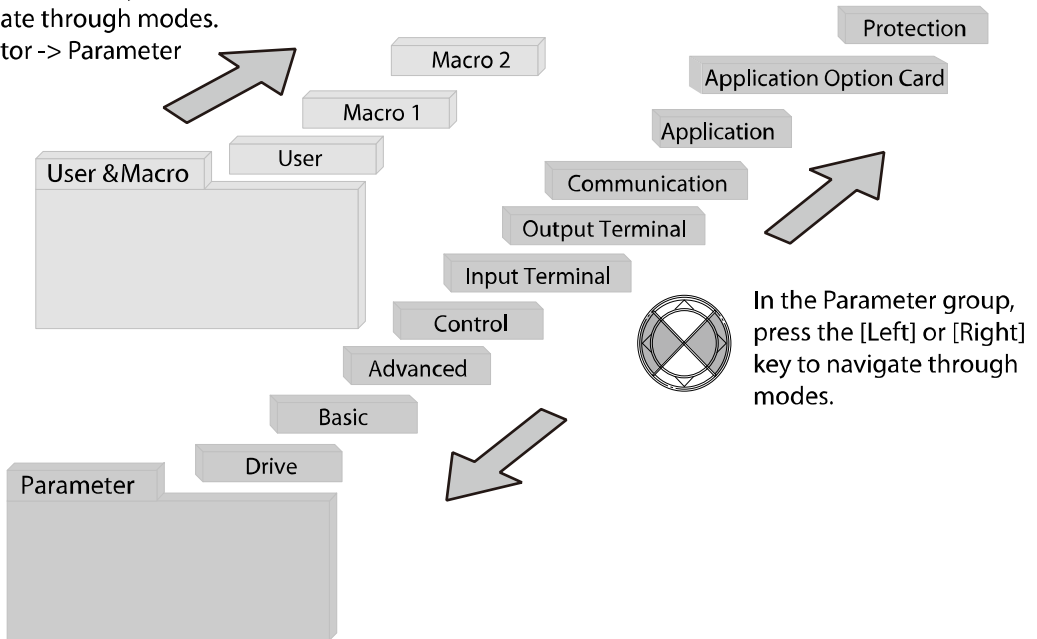 ate through modes.
tor -> Parameter
Macro 2
Macro 1
User
User &Macro
Protection
Application Option Card
Application
Communication
Output Terminal
Input Terminal
Control
Advanced
Basic
Drive
Parameter
In the Parameter group,
press the [Left] or [Right]
key to navigate through
modes.